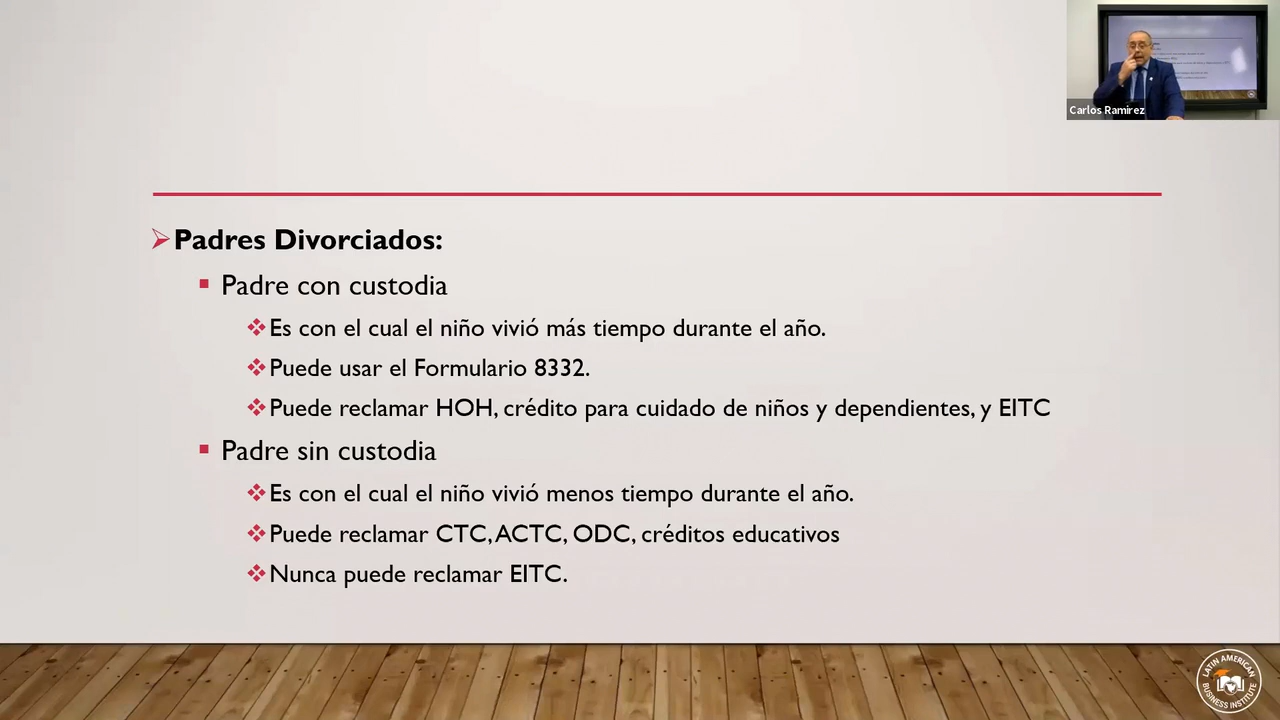 Carlos Ramirez
Padres Divorciados:
Padre con custodia
Es con el cual el niño vivió más tiempo durante el año.
Puede usar el Formulario 8332.
Puede reclamar HOH, crédito para cuidado de niños y dependientes, y EITC
Padre sin custodia
Es con el cual el niño vivió menos tiempo durante el año.
Puede reclamar CTC, ACTC, ODC, créditos educativos
Nunca puede reclamar EITC.
LATIN AMERICAN
BUSINESS INSTITUTE